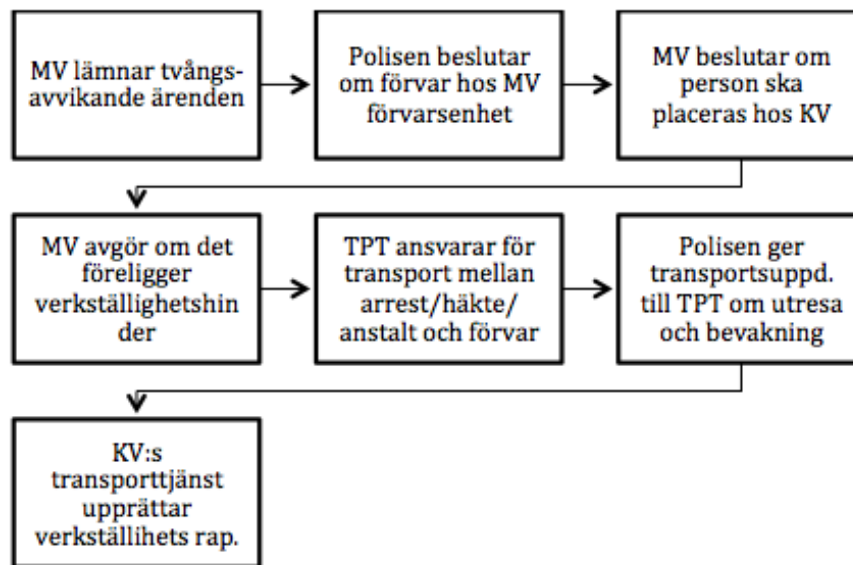 MV lämnar tvångs-
avvikande ärenden
Polisen beslutar
om förvar hos MV
förvarsenhet
MV beslutar om
person ska
placeras hos KV
MV avgör om det
föreligger
verkställighetshin
der
TPT ansvarar för
transport mellan
arrest/häkte/
anstalt och förvar
Polisen ger
transportsuppd.
till TPT om utresa
och bevakning
KV:s
transporttjänst
upprättar
verkställihets rap.